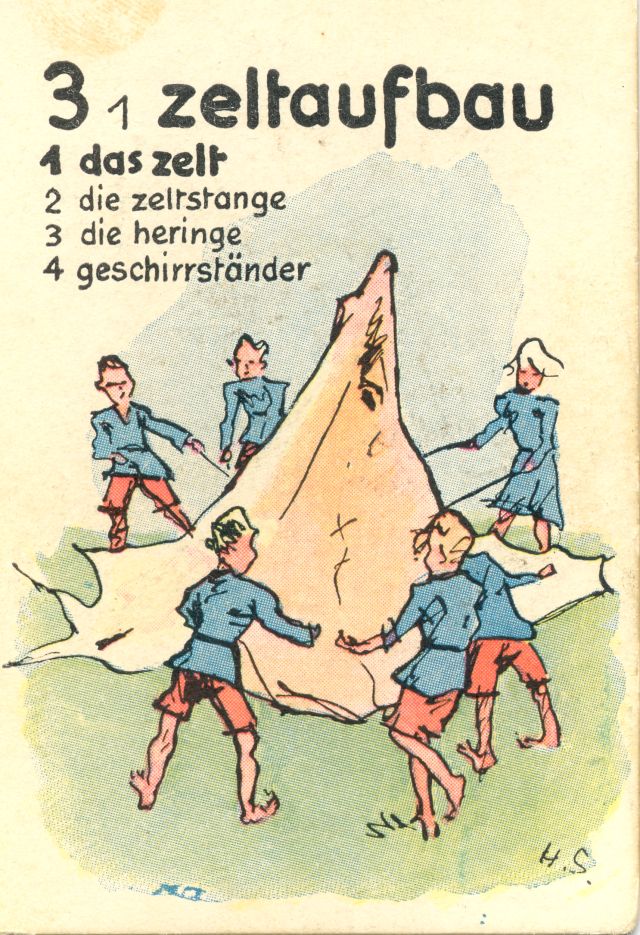 3 1 zeltaufbau
1 das zelt
2 die zeltstange
3 die heringe
4 geschirrständer
H.S.